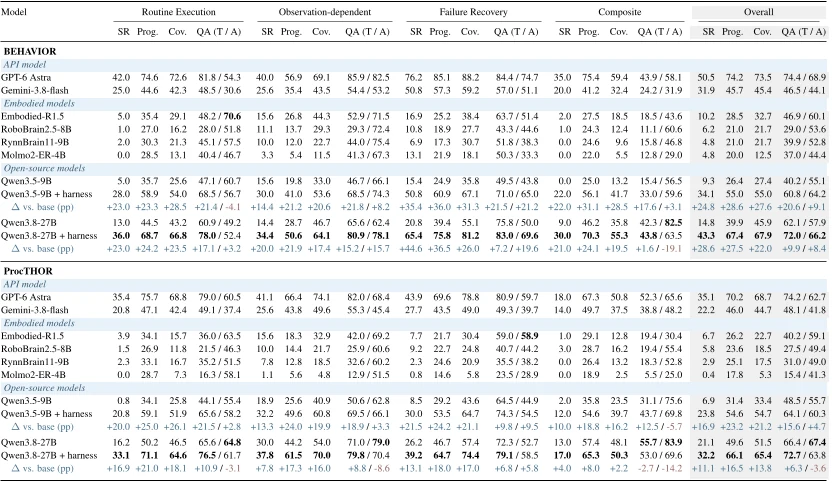 Model Routine Execution Observation-dependent Failure Recovery Composite Overall
SR Prog. Cov. QA (T / A) SR Prog. Cov. QA (T / A) SR Prog. Cov. QA (T / A) SR Prog. Cov. QA (T / A) SR Prog. Cov. QA (T / A)
BEHAVIOR
API model
GPT-6 Astra 42.0 74.6 72.6 81.8 / 54.3 40.0 56.9 69.1 85.9 / 82.5 76.2 85.1 88.2 84.4 / 74.7 35.0 75.4 59.4 43.9 / 58.1 50.5 74.2 73.5 74.4 / 68.9
Gemini-3.8-flash 25.0 44.6 42.3 48.5 / 30.6 25.6 35.4 43.5 54.4 / 53.2 50.8 57.3 59.2 57.0 / 51.1 20.0 41.2 32.4 24.2 / 31.9 31.9 45.7 45.4 46.5 / 44.1
Embodied models
Embodied-R1.5 5.0 35.4 29.1 48.2 / 70.6 15.6 26.8 44.3 52.9 / 71.5 16.9 25.2 38.4 63.7 / 51.4 2.0 27.5 18.5 18.5 / 43.6 10.2 28.5 32.7 46.9 / 60.1
RoboBrain2.5-8B 1.0 27.0 16.2 28.0 / 51.8 11.1 13.7 29.3 29.3 / 72.4 10.8 18.9 27.7 43.3 / 44.6 1.0 24.3 12.4 11.1 / 60.6 6.2 21.0 21.7 29.0 / 53.6
RynnBrain11-9B 2.0 30.3 21.3 45.1 / 57.5 10.0 12.0 22.7 44.0 / 75.4 6.9 17.3 30.7 51.8 / 38.3 0.0 24.6 9.6 15.8 / 46.8 4.8 21.0 21.7 39.9 / 52.8
Molmo2-ER-4B 0.0 28.5 13.1 40.4 / 46.7 3.3 5.4 11.5 41.3 / 67.3 13.1 21.9 18.1 50.3 / 33.3 0.0 22.0 5.5 12.8 / 29.0 4.8 20.0 12.5 37.0 / 44.4
Open-source models
Qwen3.5-9B 5.0 35.7 25.6 47.1 / 60.7 15.6 19.8 33.0 46.7 / 66.1 15.4 24.9 35.8 49.5 / 43.8 0.0 25.0 13.2 15.4 / 56.5 9.3 26.4 27.4 40.2 / 55.1
Qwen3.5-9B + harness 28.0 58.9 54.0 68.5 / 56.7 30.0 41.0 53.6 68.5 / 74.3 50.8 60.9 67.1 71.0 / 65.0 22.0 56.1 41.7 33.0 / 59.6 34.1 55.0 55.0 60.8 / 64.2
Δ vs. base (pp) +23.0 +23.3 +28.5 +21.4 / -4.1 +14.4 +21.2 +20.6 +21.8 / +8.2 +35.4 +36.0 +31.3 +21.5 / +21.2 +22.0 +31.1 +28.5 +17.6 / +3.1 +24.8 +28.6 +27.6 +20.6 / +9.1
Qwen3.8-27B 13.0 44.5 43.2 60.9 / 49.2 14.4 28.7 46.7 65.6 / 62.4 20.8 39.4 55.1 75.8 / 50.0 9.0 46.2 35.8 42.3 / 82.5 14.8 39.9 45.9 62.1 / 57.9
Qwen3.8-27B + harness 36.0 68.7 66.8 78.0 / 52.4 34.4 50.6 64.1 80.9 / 78.1 65.4 75.8 81.2 83.0 / 69.6 30.0 70.3 55.3 43.8 / 63.5 43.3 67.4 67.9 72.0 / 66.2
Δ vs. base (pp) +23.0 +24.2 +23.5 +17.1 / +3.2 +20.0 +21.9 +17.4 +15.2 / +15.7 +44.6 +36.5 +26.0 +7.2 / +19.6 +21.0 +24.1 +19.5 +1.6 / -19.1 +28.6 +27.5 +22.0 +9.9 / +8.4
ProcTHOR
API model
GPT-6 Astra 35.4 75.7 68.8 79.0 / 60.5 41.1 66.4 74.1 82.0 / 68.4 43.9 69.6 78.8 80.9 / 59.7 18.0 67.3 50.8 52.3 / 65.6 35.1 70.2 68.7 74.2 / 62.7
Gemini-3.8-flash 20.8 47.1 42.4 49.1 / 37.4 25.6 43.8 49.6 55.3 / 45.4 27.7 43.5 49.0 49.3 / 39.7 14.0 49.7 37.5 38.8 / 48.2 22.2 46.0 44.7 48.1 / 41.8
Embodied models
Embodied-R1.5 3.9 34.1 15.7 36.0 / 63.5 15.6 18.3 32.9 42.0 / 69.2 7.7 21.7 30.4 59.0 / 58.9 1.0 29.1 12.8 19.4 / 30.4 6.7 26.2 22.7 40.2 / 59.1
RoboBrain2.5-8B 1.5 26.9 11.8 21.5 / 46.3 10.0 14.4 21.7 25.9 / 60.6 9.2 22.7 24.8 40.7 / 44.2 3.0 28.7 16.2 19.4 / 55.4 5.8 23.6 18.5 27.5 / 49.4
RynnBrain11-9B 2.3 33.1 16.7 35.2 / 51.5 7.8 12.8 18.5 32.6 / 60.2 2.3 24.6 20.9 35.5 / 38.2 0.0 26.4 13.2 18.3 / 52.8 2.9 25.1 17.5 31.0 / 49.0
Molmo2-ER-4B 0.0 28.7 7.3 16.3 / 58.1 1.1 5.6 4.8 12.9 / 51.5 0.8 14.6 5.8 23.5 / 28.9 0.0 18.9 2.5 5.5 / 25.0 0.4 17.8 5.3 15.4 / 41.3
Open-source models
Qwen3.5-9B 0.8 34.1 25.8 44.1 / 55.4 18.9 25.6 40.9 50.6 / 62.8 8.5 29.2 43.6 64.5 / 44.9 2.0 35.8 23.5 31.1 / 75.6 6.9 31.4 33.4 48.5 / 55.7
Qwen3.5-9B + harness 20.8 59.1 51.9 65.6 / 58.2 32.2 49.6 60.8 69.5 / 66.1 30.0 53.5 64.7 74.3 / 54.5 12.0 54.6 39.7 43.7 / 69.8 23.8 54.6 54.7 64.1 / 60.3
Δ vs. base (pp) +20.0 +25.0 +26.1 +21.5 / +2.8 +13.3 +24.0 +19.9 +18.9 / +3.3 +21.5 +24.2 +21.1 +9.8 / +9.5 +10.0 +18.8 +16.2 +12.5 / -5.7 +16.9 +23.2 +21.2 +15.6 / +4.7
Qwen3.8-27B 16.2 50.2 46.5 65.6 / 64.8 30.0 44.2 54.0 71.0 / 79.0 26.2 46.7 57.4 72.3 / 52.7 13.0 57.4 48.1 55.7 / 83.9 21.1 49.6 51.5 66.4 / 67.4
Qwen3.8-27B + harness 33.1 71.1 64.6 76.5 / 61.7 37.8 61.5 70.0 79.8 / 70.4 39.2 64.7 74.4 79.1 / 58.5 17.0 65.3 50.3 53.0 / 69.6 32.2 66.1 65.4 72.7 / 63.8
Δ vs. base (pp) +16.9 +21.0 +18.1 +10.9 / -3.1 +7.8 +17.3 +16.0 +8.8 / -8.6 +13.1 +18.0 +17.0 +6.8 / +5.8 +4.0 +8.0 +2.2 -2.7 / -14.2 +11.1 +16.5 +13.8 +6.3 / -3.6